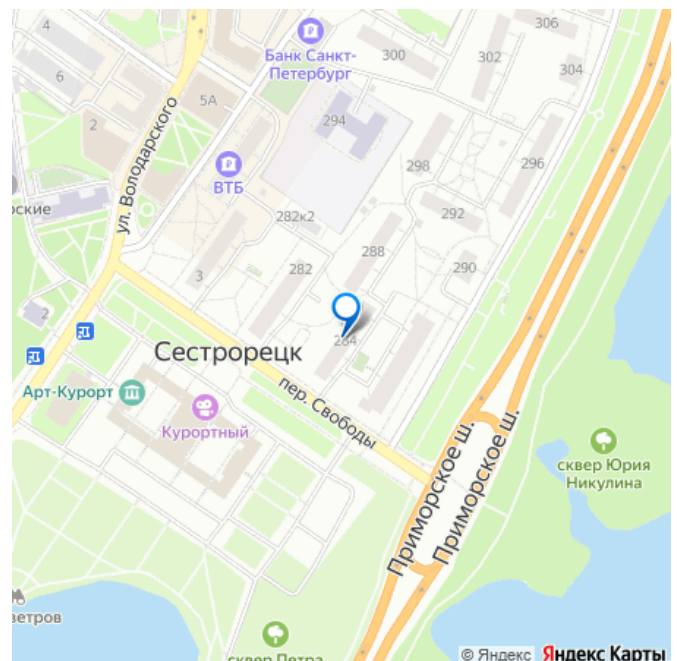 306
4
Банк Санкт-
Петербург
300
302
304
6
5А
294
2
ул. Володарского
298
296
ВТБ
рские
282к2
292
288
3
282
290
2
284
Сестрорецк
пер. Свободы
Арт-Курорт
Курортный
Приморское ш.
Приморское ш.
сквер Юрия
Никулина
ветров
сквер Петра
© Яндекс Яндекс Карты